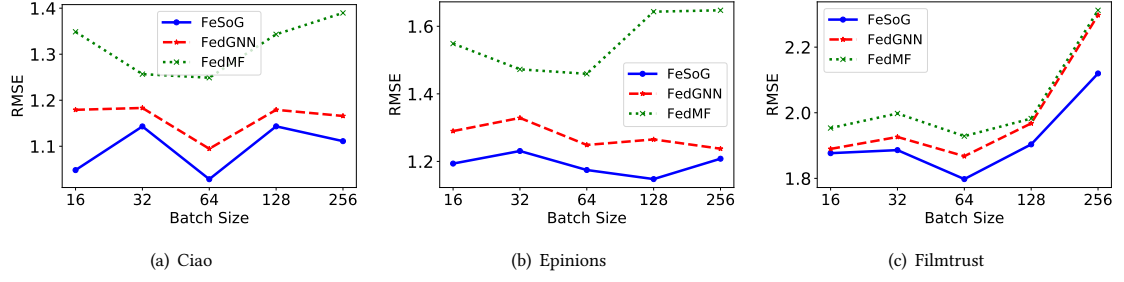 1.4
1.3
1.2
1.1
RMSE
FeSoG
FedGNN
FedMF
16 32 64 128 256
Batch Size
(a) Ciao
1.6
1.4
1.2
RMSE
FeSoG
FedGNN
FedMF
16 32 64 128 256
Batch Size
(b) Epinions
2.2
2.0
1.8
RMSE
FeSoG
FedGNN
FedMF
16 32 64 128 256
Batch Size
(c) Filmtrust